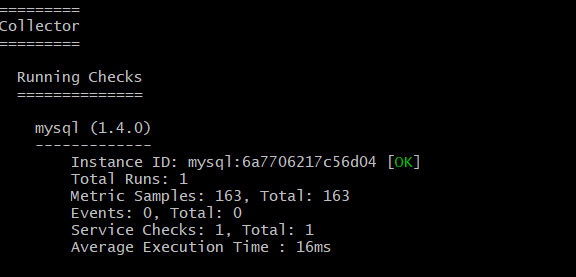 =========
Collector
=========
Running Checks
==============
mysql (1.4.0)
-------------
Instance ID: mysql:6a7706217c56d04 [OK]
Total Runs: 1
Metric Samples: 163, Total: 163
Events: 0, Total: 0
Service Checks: 1, Total: 1
Average Execution Time : 16ms